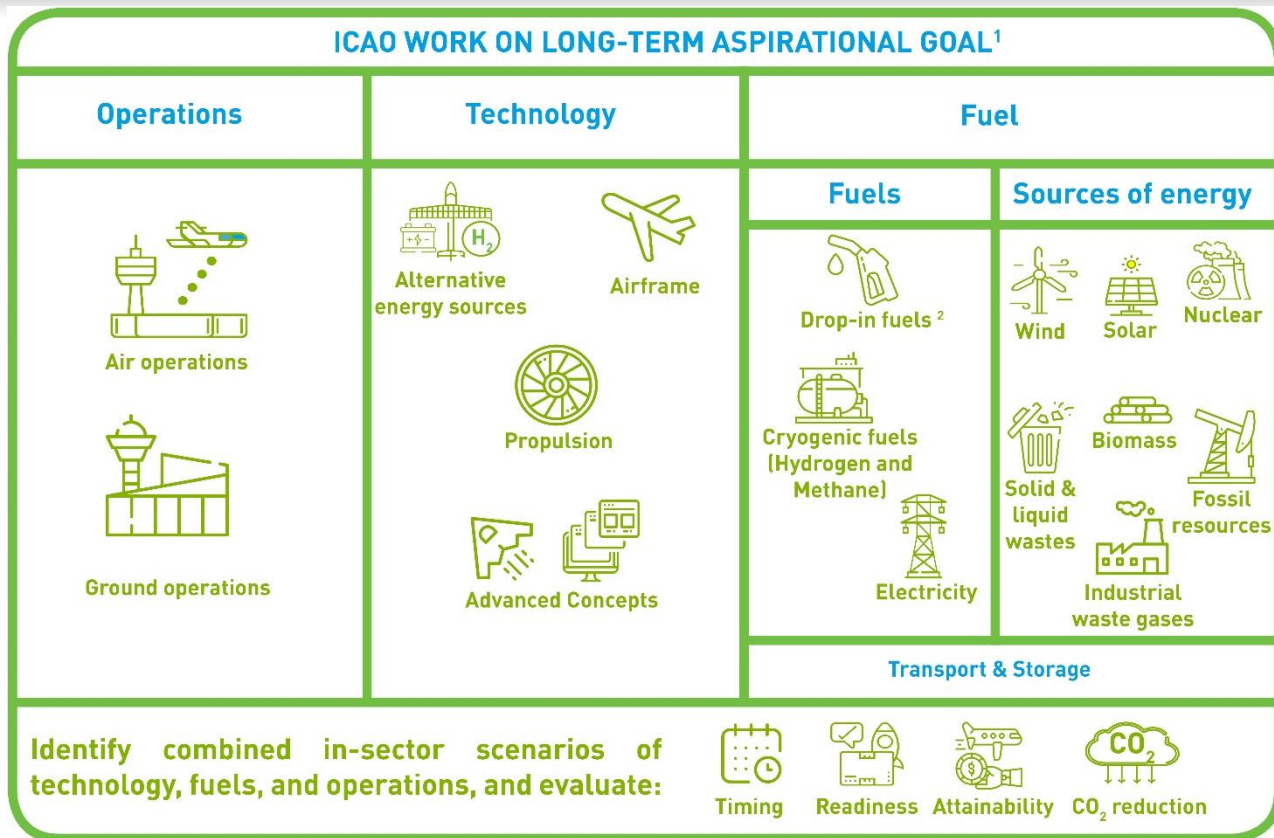 ICAO WORK ON LONG-TERM ASPIRATIONAL GOAL¹
Operations
Technology
Fuel
Air operations
Ground operations
H₂
Alternative
energy sources
Airframe
Propulsion
Advanced Concepts
Fuels
Drop-in fuels ²
Cryogenic fuels
(Hydrogen and
Methane)
Electricity
Sources of energy
Wind
Solar
Nuclear
Solid &
liquid
wastes
Biomass
Fossil
resources
Industrial
waste gases
Transport & Storage
Identify combined in-sector scenarios of
technology, fuels, and operations, and evaluate:
Timing
Readiness
$
Attainability
CO₂
CO₂ reduction